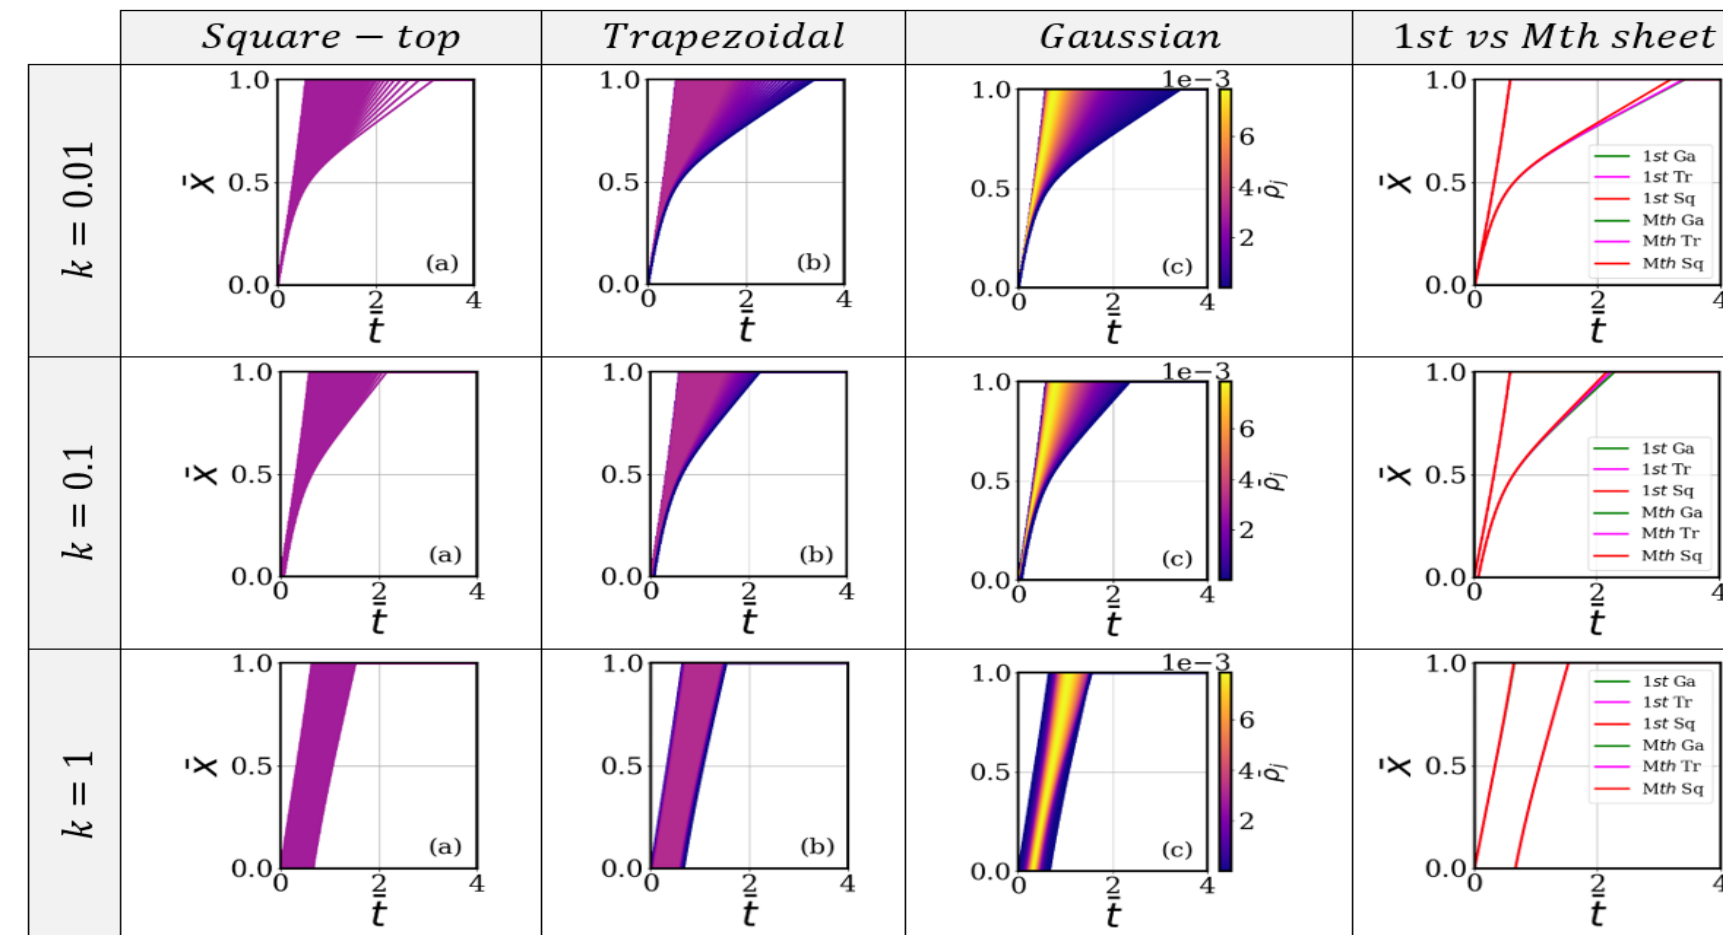 Square − top
Trapezoidal
Gaussian
1st vs Mth sheet
k = 0.01
1.0
0.5
0.0
X̄
0
2
4
t̄
(a)
1.0
0.5
0.0
0
2
4
t̄
(b)
1e−3
1.0
0.5
0.0
0
2
4
t̄
(c)
6
4
2
ρ̄j
1.0
0.5
0.0
X̄
0
2
4
t̄
1st Ga
1st Tr
1st Sq
Mth Ga
Mth Tr
Mth Sq
k = 0.1
1.0
0.5
0.0
X̄
0
2
4
t̄
(a)
1.0
0.5
0.0
0
2
4
t̄
(b)
1e−3
1.0
0.5
0.0
0
2
4
t̄
(c)
6
4
2
ρ̄j
1.0
0.5
0.0
X̄
0
2
4
t̄
1st Ga
1st Tr
1st Sq
Mth Ga
Mth Tr
Mth Sq
k = 1
1.0
0.5
0.0
X̄
0
2
4
t̄
(a)
1.0
0.5
0.0
0
2
4
t̄
(b)
1e−3
1.0
0.5
0.0
0
2
4
t̄
(c)
6
4
2
ρ̄j
1.0
0.5
0.0
X̄
0
2
4
t̄
1st Ga
1st Tr
1st Sq
Mth Ga
Mth Tr
Mth Sq